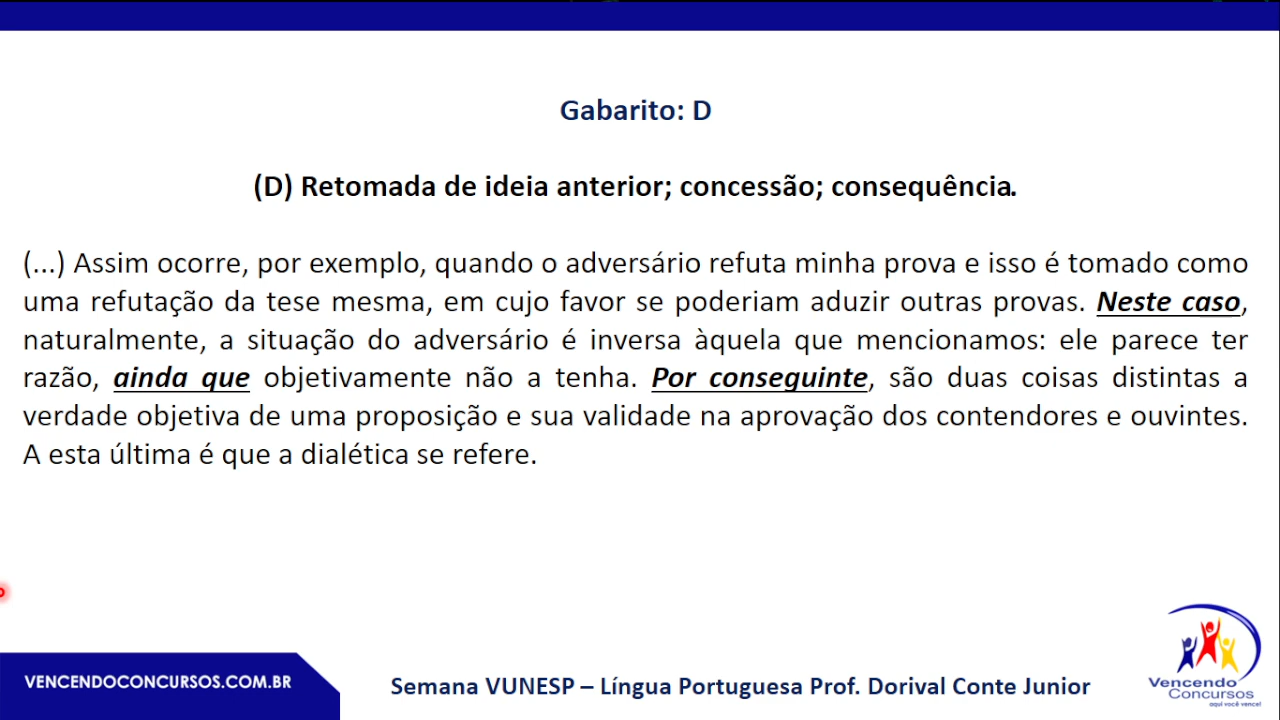 Gabarito: D
(D) Retomada de ideia anterior; concessão; consequência.
(...) Assim ocorre, por exemplo, quando o adversário refuta minha prova e isso é tomado como
uma refutação da tese mesma, em cujo favor se poderiam aduzir outras provas. Neste caso,
naturalmente, a situação do adversário é inversa àquela que mencionamos: ele parece ter
razão, ainda que objetivamente não a tenha. Por conseguinte, são duas coisas distintas a
verdade objetiva de uma proposição e sua validade na aprovação dos contendores e ouvintes.
A esta última é que a dialética se refere.
VENCENDOCONCURSOS.COM.BR
Semana VUNESP – Língua Portuguesa Prof. Dorival Conte Junior
Vencendo
Concursos
aqui você vence!